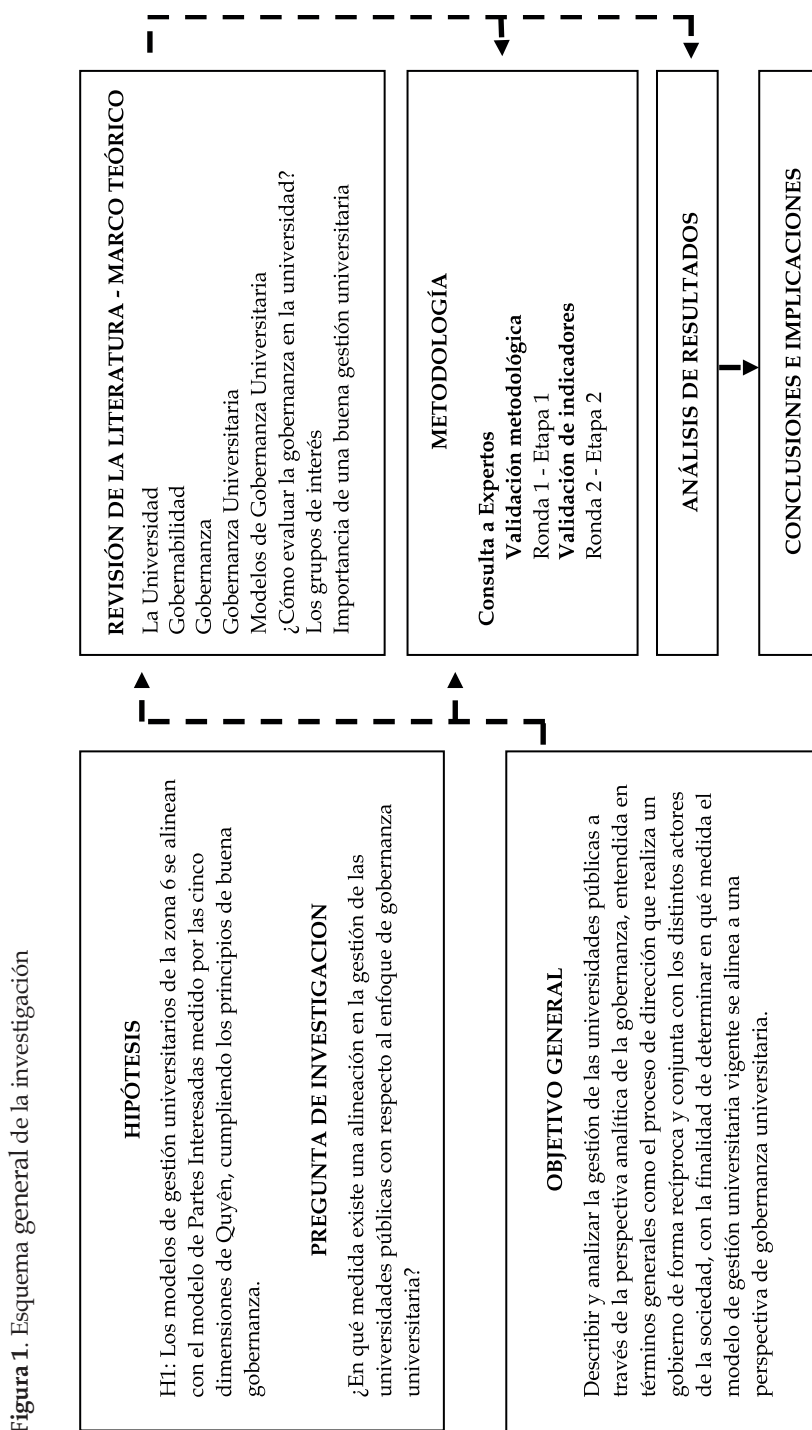 Figura 1. Esquema general de la investigación
HIPÓTESIS
H1: Los modelos de gestión universitarios de la zona 6 se alinean
con el modelo de Partes Interesadas medido por las cinco
dimensiones de Quyên, cumpliendo los principios de buena
gobernanza.
PREGUNTA DE INVESTIGACION
¿En qué medida existe una alineación en la gestión de las
universidades públicas con respecto al enfoque de gobernanza
universitaria?
OBJETIVO GENERAL
Describir y analizar la gestión de las universidades públicas a
través de la perspectiva analítica de la gobernanza, entendida en
términos generales como el proceso de dirección que realiza un
gobierno de forma recíproca y conjunta con los distintos actores
de la sociedad, con la finalidad de determinar en qué medida el
modelo de gestión universitaria vigente se alinea a una
perspectiva de gobernanza universitaria.
REVISIÓN DE LA LITERATURA - MARCO TEÓRICO
La Universidad
Gobernabilidad
Gobernanza
Gobernanza Universitaria
Modelos de Gobernanza Universitaria
¿Cómo evaluar la gobernanza en la universidad?
Los grupos de interés
Importancia de una buena gestión universitaria
METODOLOGÍA
Consulta a Expertos
Validación metodológica
Ronda 1 - Etapa 1
Validación de indicadores
Ronda 2 - Etapa 2
ANÁLISIS DE RESULTADOS
CONCLUSIONES E IMPLICACIONES